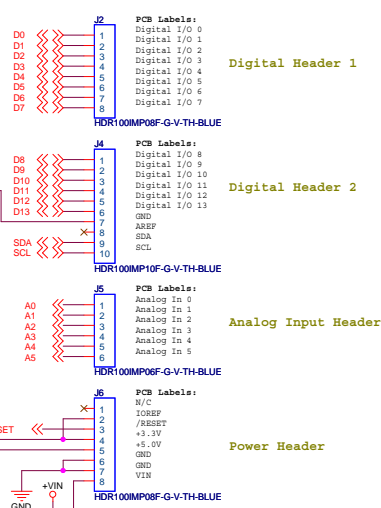 J2
PCB Labels:
D0 1 Digital I/O 0
D1 2 Digital I/O 1
D2 3 Digital I/O 2
D3 4 Digital I/O 3
D4 5 Digital I/O 4
D5 6 Digital I/O 5
D6 7 Digital I/O 6
D7 8 Digital I/O 7
Digital Header 1
HDR100IMP08F-G-V-TH-BLUE
J4
PCB Labels:
D8 1 Digital I/O 8
D9 2 Digital I/O 9
D10 3 Digital I/O 10
D11 4 Digital I/O 11
D12 5 Digital I/O 12
D13 6 Digital I/O 13
7 GND
8 AREF
SDA 9 SDA
SCL 10 SCL
Digital Header 2
HDR100IMP10F-G-V-TH-BLUE
J5
PCB Labels:
A0 1 Analog In 0
A1 2 Analog In 1
A2 3 Analog In 2
A3 4 Analog In 3
A4 5 Analog In 4
A5 6 Analog In 5
Analog Input Header
HDR100IMP06F-G-V-TH-BLUE
J6
PCB Labels:
1 N/C
2 IOREF
SET 3 /RESET
4 +3.3V
5 +5.0V
6 GND
7 GND
8 VIN
Power Header
+VIN
HDR100IMP08F-G-V-TH-BLUE
GND